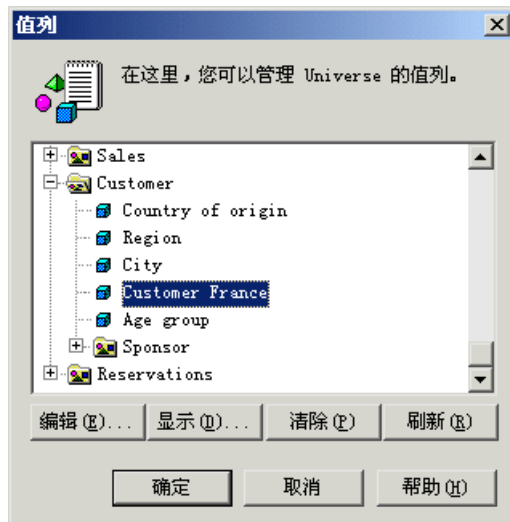 值列
在这里，您可以管理 Universe 的值列。
Sales
Customer
Country of origin
Region
City
Customer France
Age group
Sponsor
Reservations
编辑(E)... 显示(D)... 清除(P) 刷新(R)
确定 取消 帮助(H)